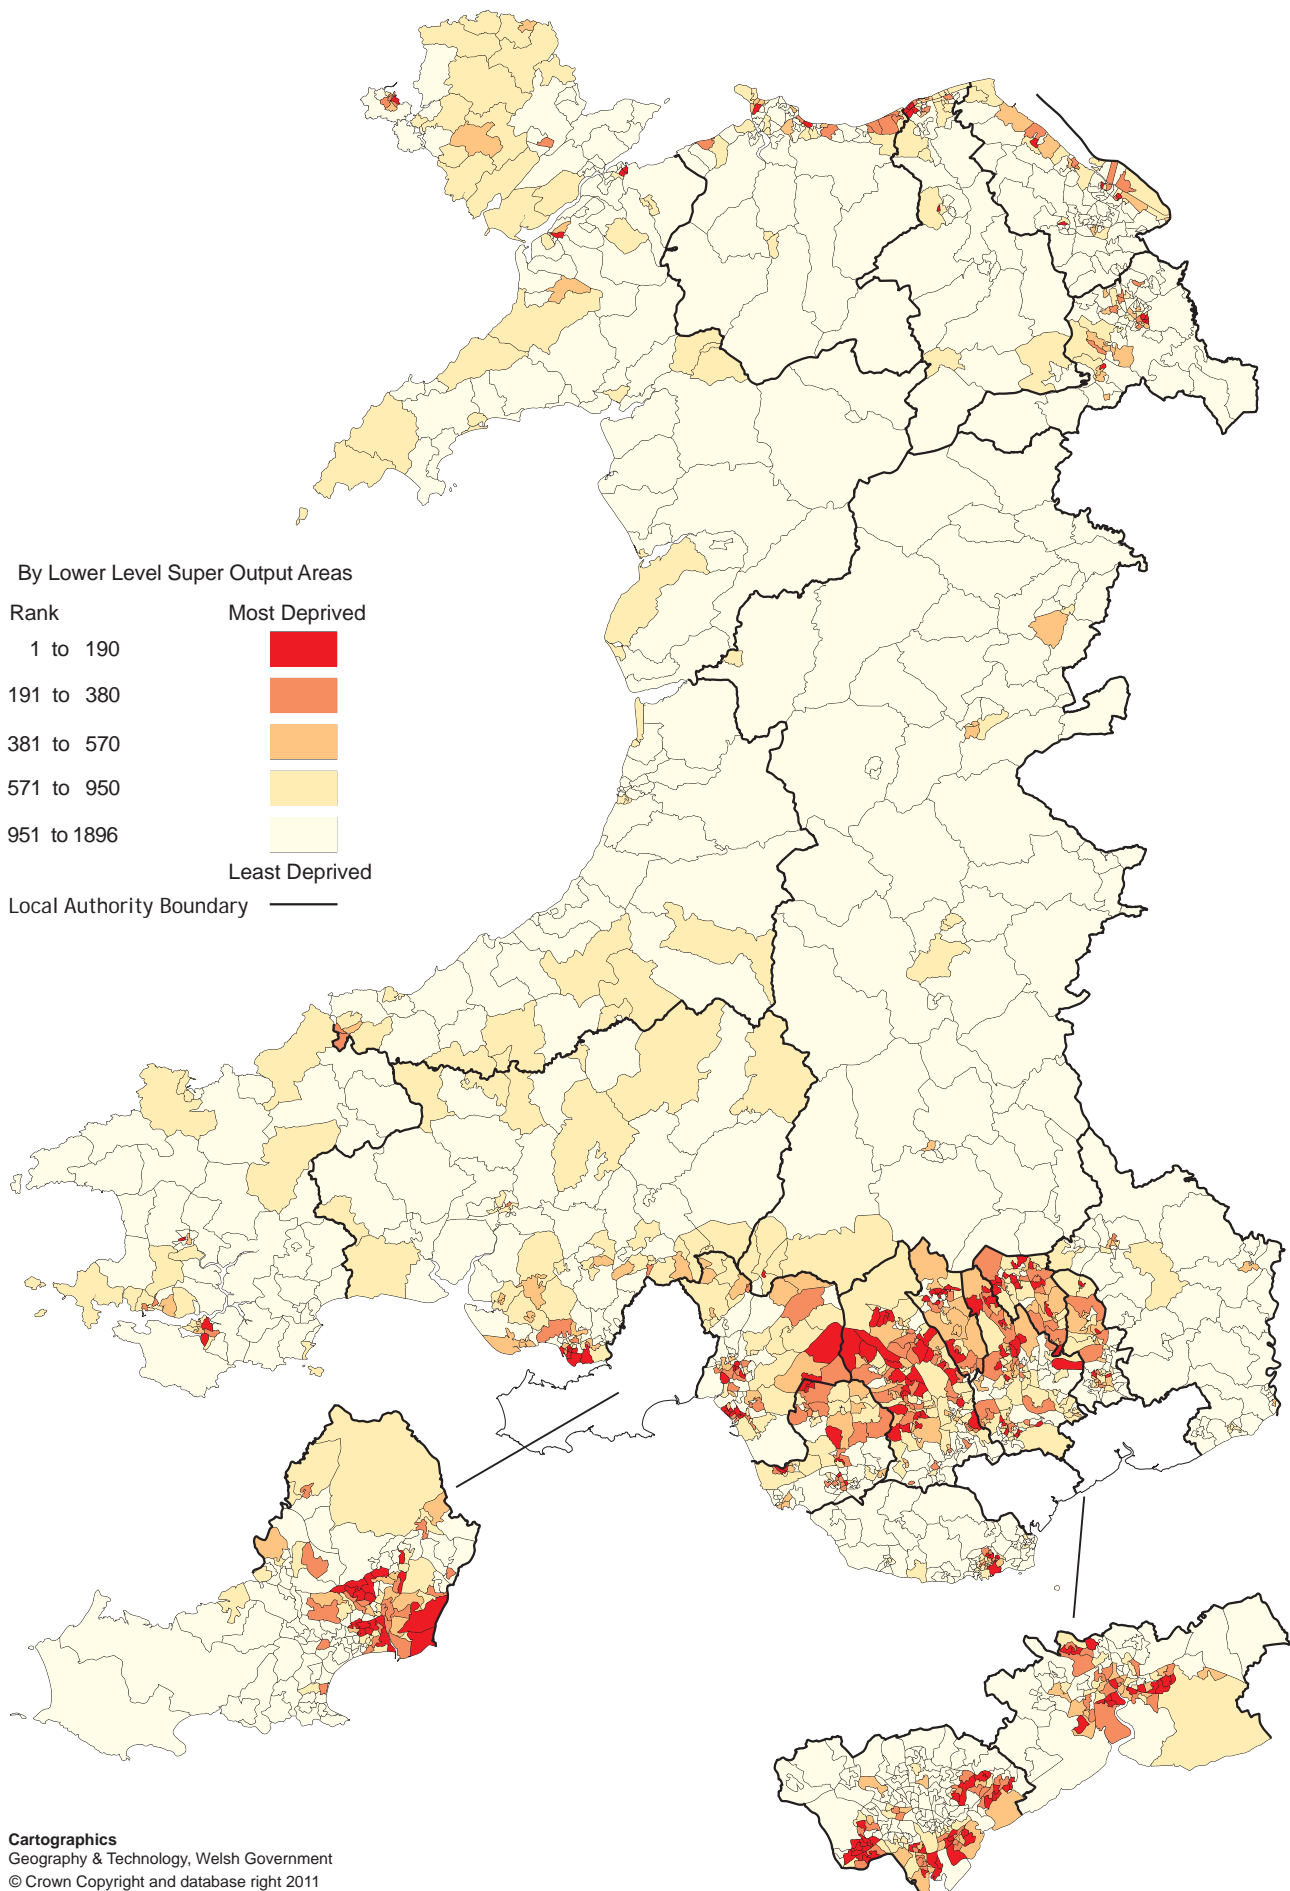 By Lower Level Super Output Areas
Rank Most Deprived
1 to 190
191 to 380
381 to 570
571 to 950
951 to 1896
Least Deprived
Local Authority Boundary
Cartographics
Geography & Technology, Welsh Government
© Crown Copyright and database right 2011